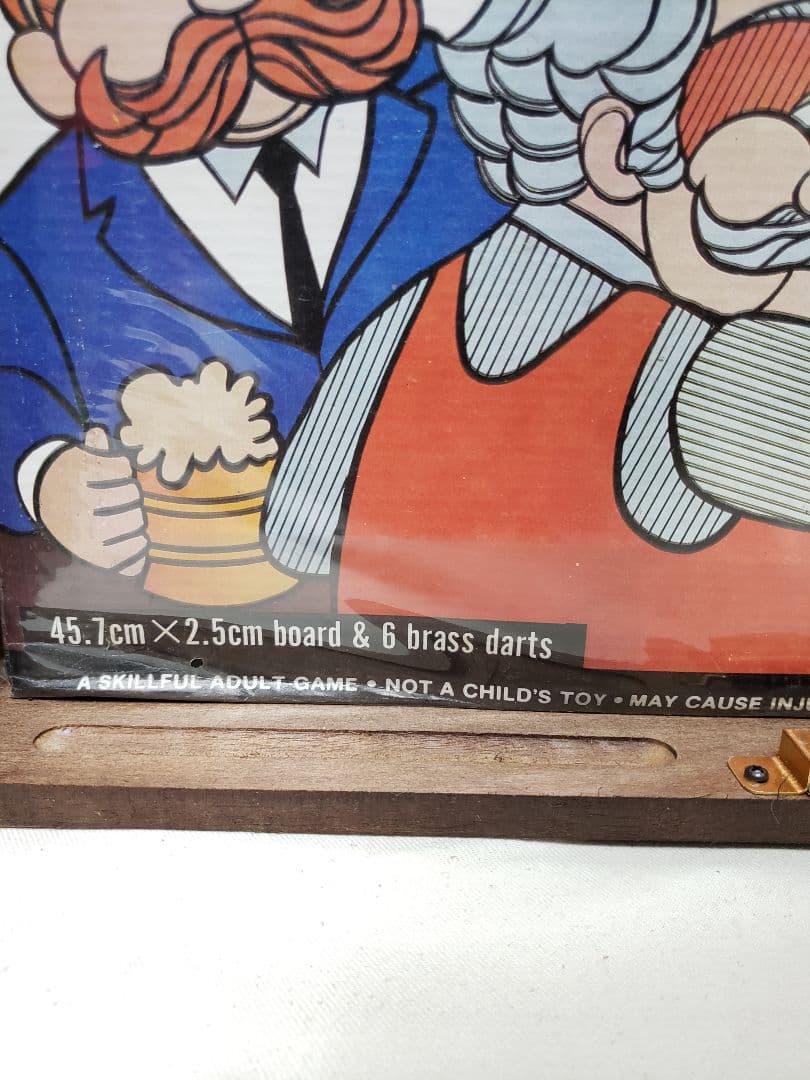 45.7cm×2.5cm board & 6 brass darts
A SKILLFUL ADULT GAME • NOT A CHILD'S TOY • MAY CAUSE